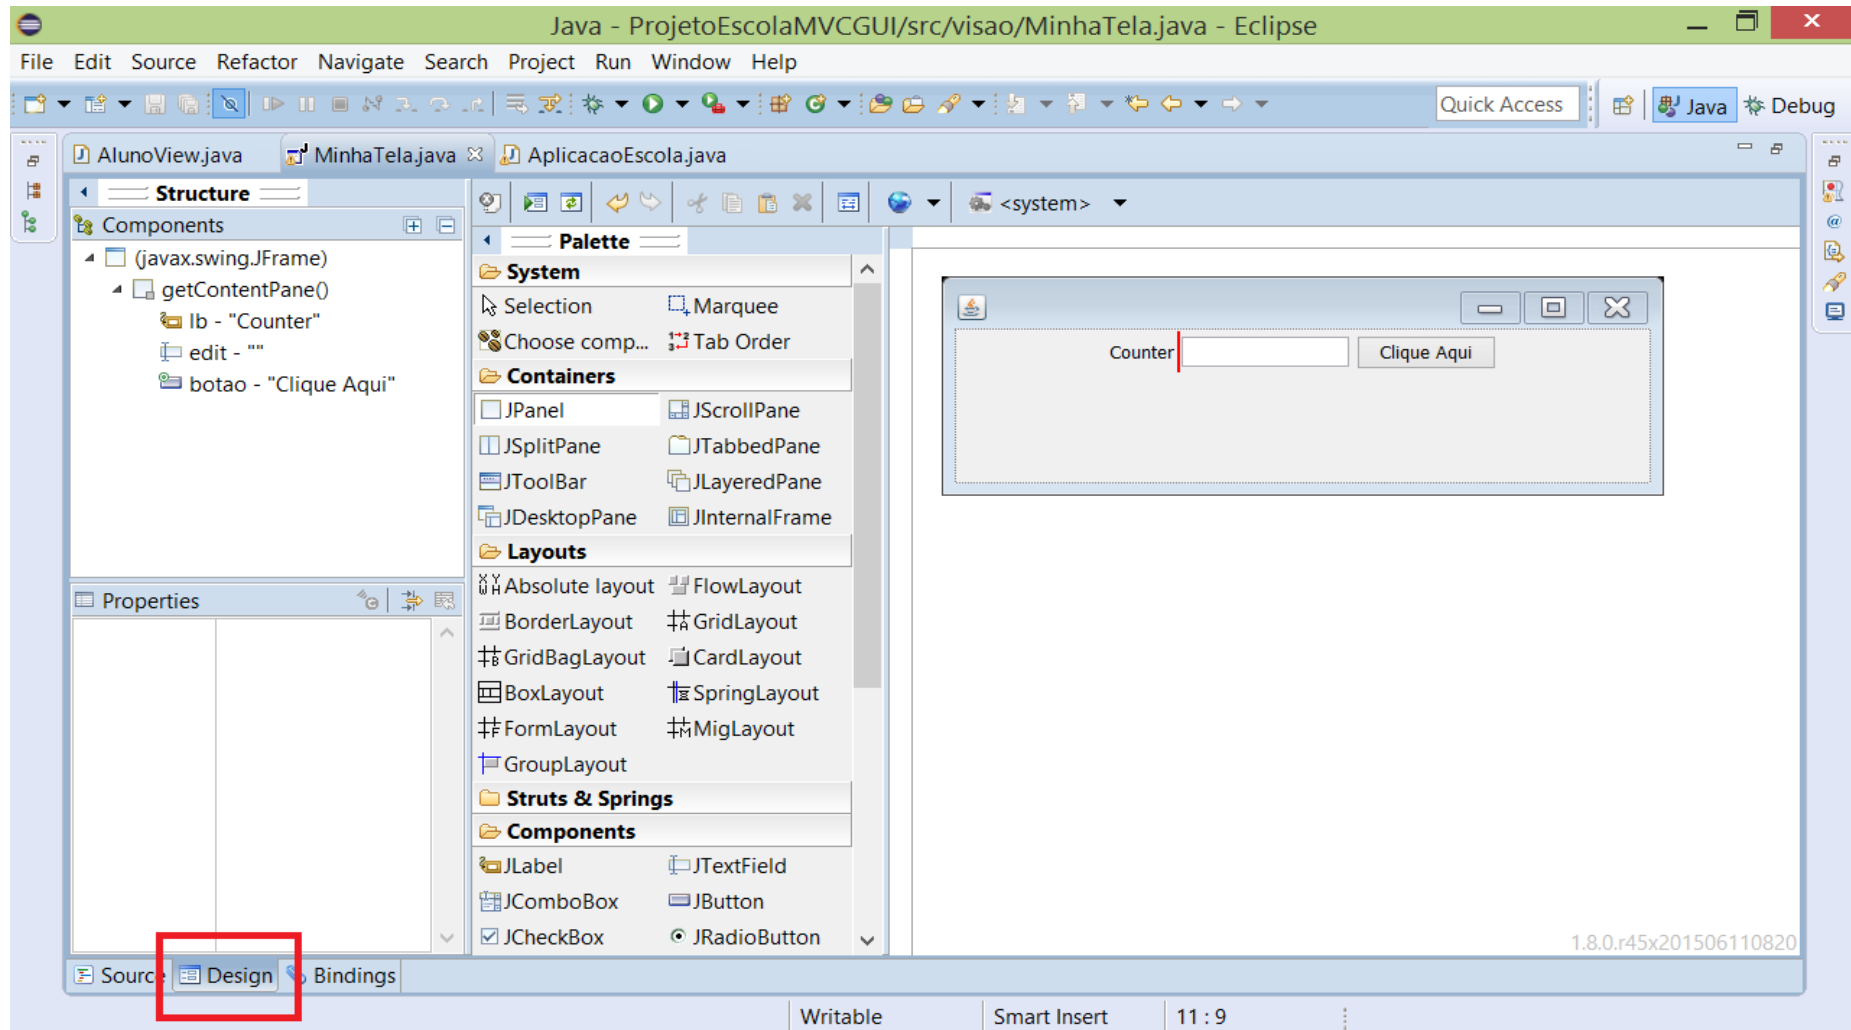 Java - ProjetoEscolaMVCGUI/src/visao/MinhaTela.java - Eclipse
File Edit Source Refactor Navigate Search Project Run Window Help
Quick Access Java Debug
AlunoView.java MinhaTela.java AplicacaoEscola.java
Structure
Components
(javax.swing.JFrame)
getContentPane()
lb - "Counter"
edit - ""
botao - "Clique Aqui"
Properties
<system>
Palette
System
Selection Marquee
Choose comp... Tab Order
Containers
JPanel JScrollPane
JSplitPane JTabbedPane
JToolBar JLayeredPane
JDesktopPane JInternalFrame
Layouts
Absolute layout FlowLayout
BorderLayout GridLayout
GridBagLayout CardLayout
BoxLayout SpringLayout
FormLayout MigLayout
GroupLayout
Struts & Springs
Components
JLabel JTextField
JComboBox JButton
JCheckBox JRadioButton
Counter Clique Aqui
1.8.0.r45x201506110820
Source Design Bindings
Writable Smart Insert 11 : 9